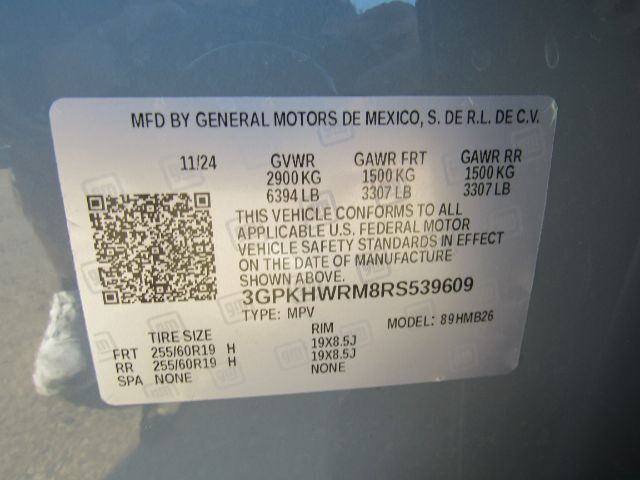 MFD BY GENERAL MOTORS DE MEXICO, S. DE R.L. DE C.V.
11/24 GVWR GAWR FRT GAWR RR
2900 KG 1500 KG 1500 KG
6394 LB 3307 LB 3307 LB
THIS VEHICLE CONFORMS TO ALL
APPLICABLE U.S. FEDERAL MOTOR
VEHICLE SAFETY STANDARDS IN EFFECT
ON THE DATE OF MANUFACTURE
SHOWN ABOVE.
3GPKHWRM8RS539609
TYPE: MPV MODEL: 89HMB26
TIRE SIZE RIM
FRT 255/60R19 H 19X8.5J
RR 255/60R19 H 19X8.5J
SPA NONE NONE